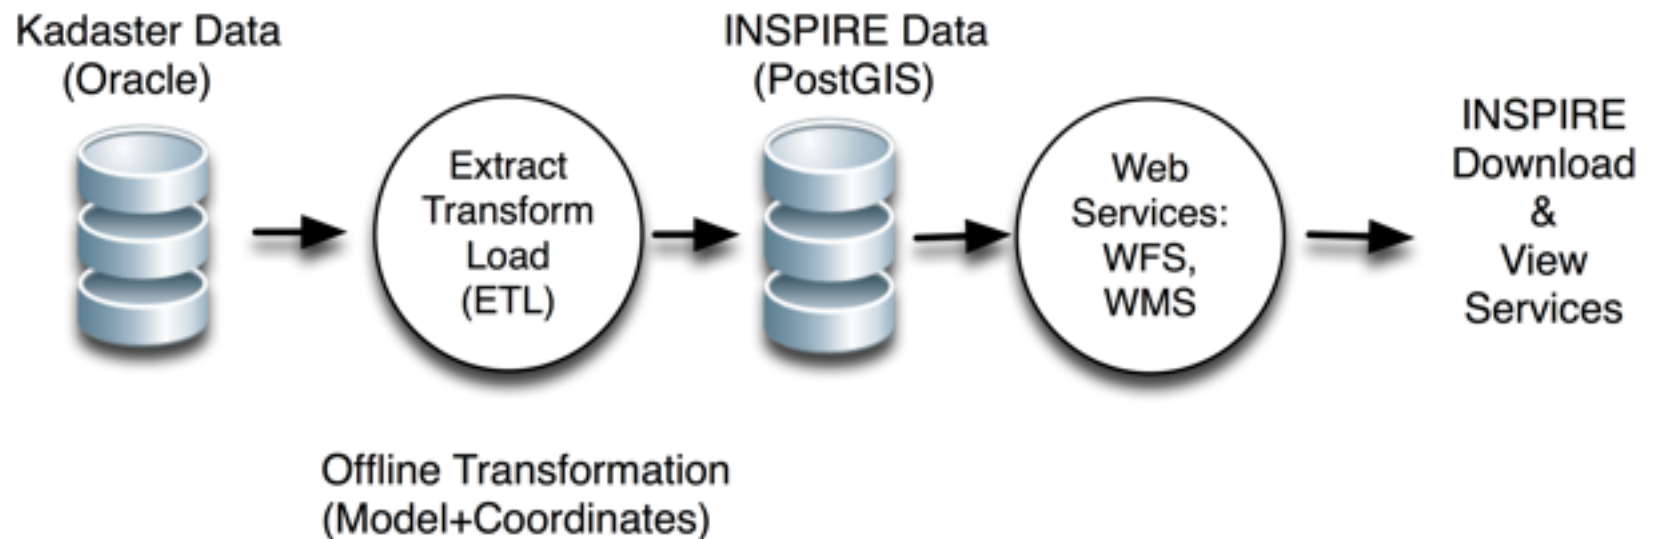 Kadaster Data
(Oracle)
Extract
Transform
Load
(ETL)
INSPIRE Data
(PostGIS)
Web
Services:
WFS,
WMS
INSPIRE
Download
&
View
Services
Offline Transformation
(Model+Coordinates)